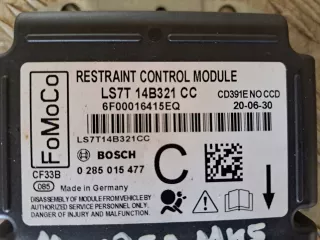 FoMoCo
RESTRAINT CONTROL MODULE
LS7T 14B321 CC
CD391E NO CCD
6F00016415EQ
20-06-30
LS7T14B321CC
BOSCH
0 285 015 477
C
CF33B
085
Made in Germany
DISASSEMBLY OF MODULE FROM VEHICLE BY
AUTHORIZED SERVICE PERSONNEL ONLY.
DANGER OF INJURY AND MALFUNCTION.